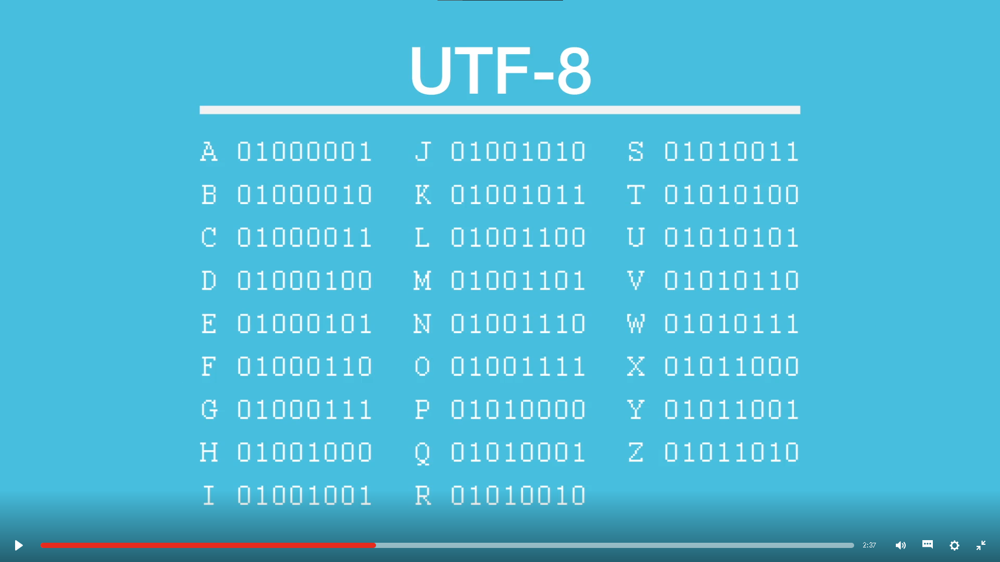 UTF-8
A 01000001 J 01001010 S 01010011
B 01000010 K 01001011 T 01010100
C 01000011 L 01001100 U 01010101
D 01000100 M 01001101 V 01010110
E 01000101 N 01001110 W 01010111
F 01000110 O 01001111 X 01011000
G 01000111 P 01010000 Y 01011001
H 01001000 Q 01010001 Z 01011010
I 01001001 R 01010010
2:37